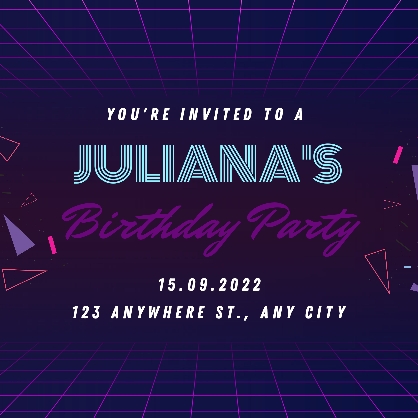 YOU'RE INVITED TO A
JULIANA'S
Birthday Party
15.09.2022
123 ANYWHERE ST., ANY CITY